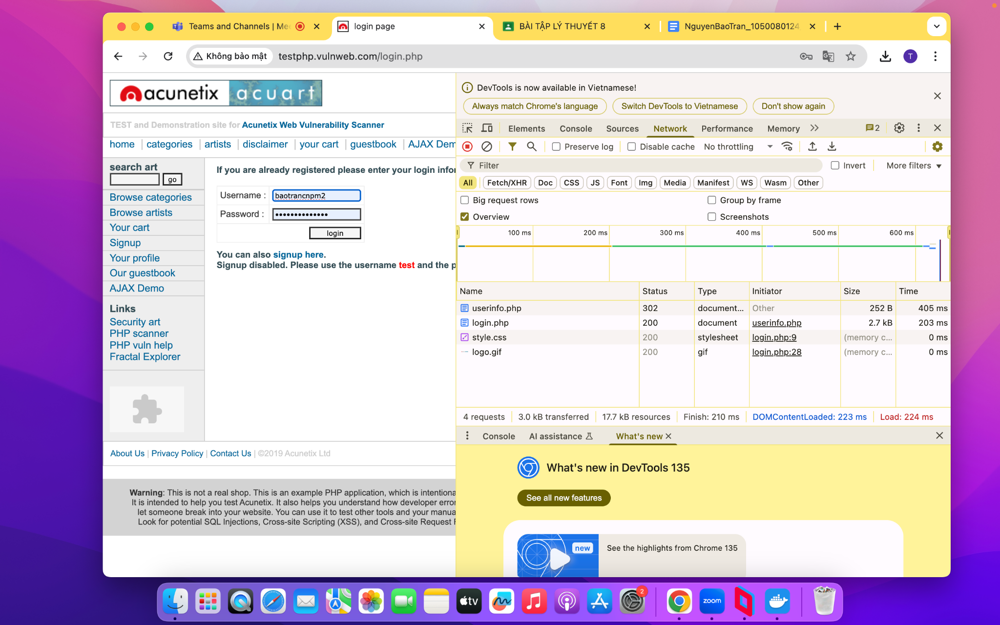 Teams and Channels | Mee
login page
BÀI TẬP LÝ THUYẾT 8
NguyenBaoTran_1050080124
Không bảo mật
testphp.vulnweb.com/login.php
T
acunetix acuart
TEST and Demonstration site for Acunetix Web Vulnerability Scanner
home | categories | artists | disclaimer | your cart | guestbook | AJAX Dem
search art
go
Browse categories
Browse artists
Your cart
Signup
Your profile
Our guestbook
AJAX Demo
Links
Security art
PHP scanner
PHP vuln help
Fractal Explorer
If you are already registered please enter your login infor
Username : baotrancnpm2
Password : ••••••••••••••
login
You can also signup here.
Signup disabled. Please use the username test and the p
About Us | Privacy Policy | Contact Us | ©2019 Acunetix Ltd
Warning: This is not a real shop. This is an example PHP application, which is intentiona
It is intended to help you test Acunetix. It also helps you understand how developer error
let someone break into your website. You can use it to test other tools and your manua
Look for potential SQL Injections, Cross-site Scripting (XSS), and Cross-site Request F
DevTools is now available in Vietnamese!
Always match Chrome's language
Switch DevTools to Vietnamese
Don't show again
Elements Console Sources Network Performance Memory 2
Preserve log Disable cache No throttling
Filter Invert More filters
All Fetch/XHR Doc CSS JS Font Img Media Manifest WS Wasm Other
Big request rows Group by frame
Overview Screenshots
100 ms 200 ms 300 ms 400 ms 500 ms 600 ms
Name Status Type Initiator Size Time
userinfo.php 302 document... Other 252 B 405 ms
login.php 200 document userinfo.php 2.7 kB 203 ms
style.css 200 stylesheet login.php:9 (memory c... 0 ms
logo.gif 200 gif login.php:28 (memory c... 0 ms
4 requests 3.0 kB transferred 17.7 kB resources Finish: 210 ms DOMContentLoaded: 223 ms Load: 224 ms
Console AI assistance What's new
What's new in DevTools 135
See all new features
new
See the highlights from Chrome 135
tv
2
zoom